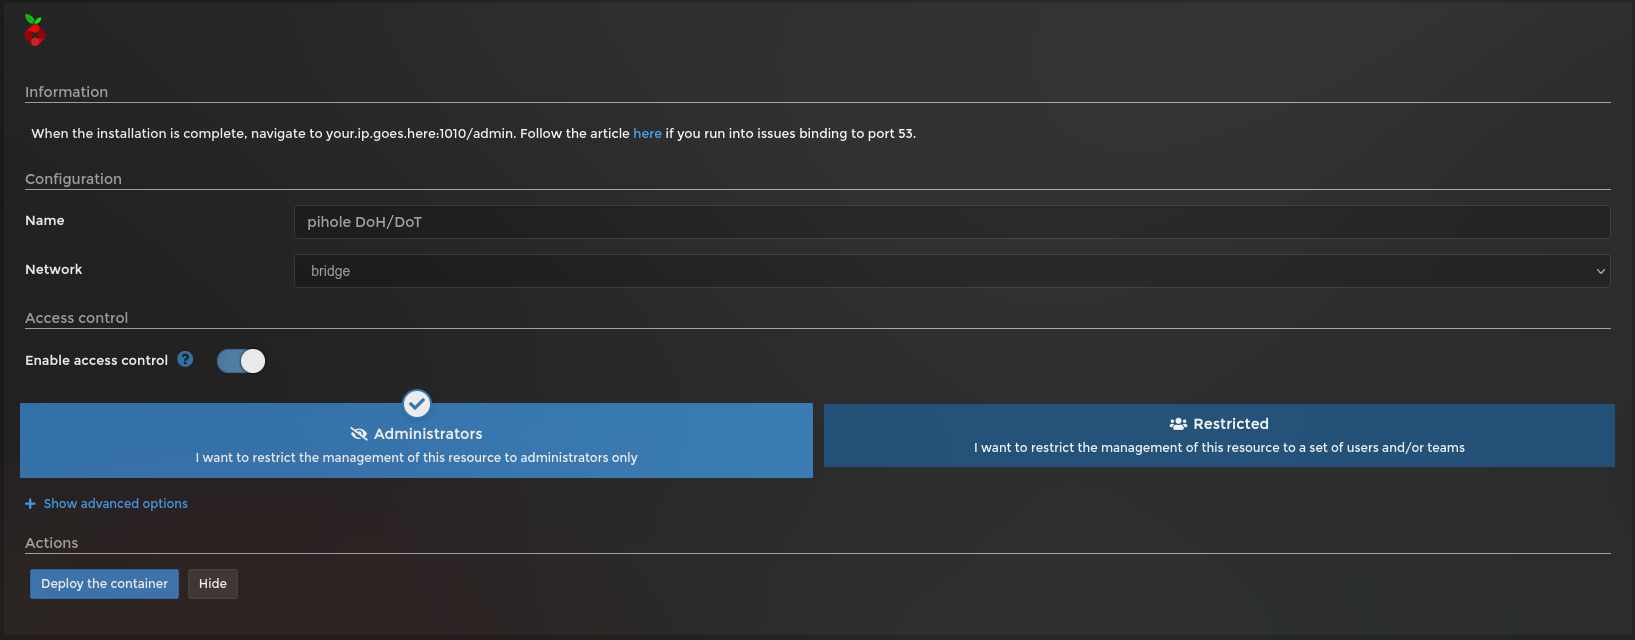 Information
When the installation is complete, navigate to your.ip.goes.here:1010/admin. Follow the article here if you run into issues binding to port 53.
Configuration
Name
pihole DoH/DoT
Network
bridge
Access control
Enable access control
Administrators
I want to restrict the management of this resource to administrators only
Restricted
I want to restrict the management of this resource to a set of users and/or teams
Show advanced options
Actions
Deploy the container
Hide